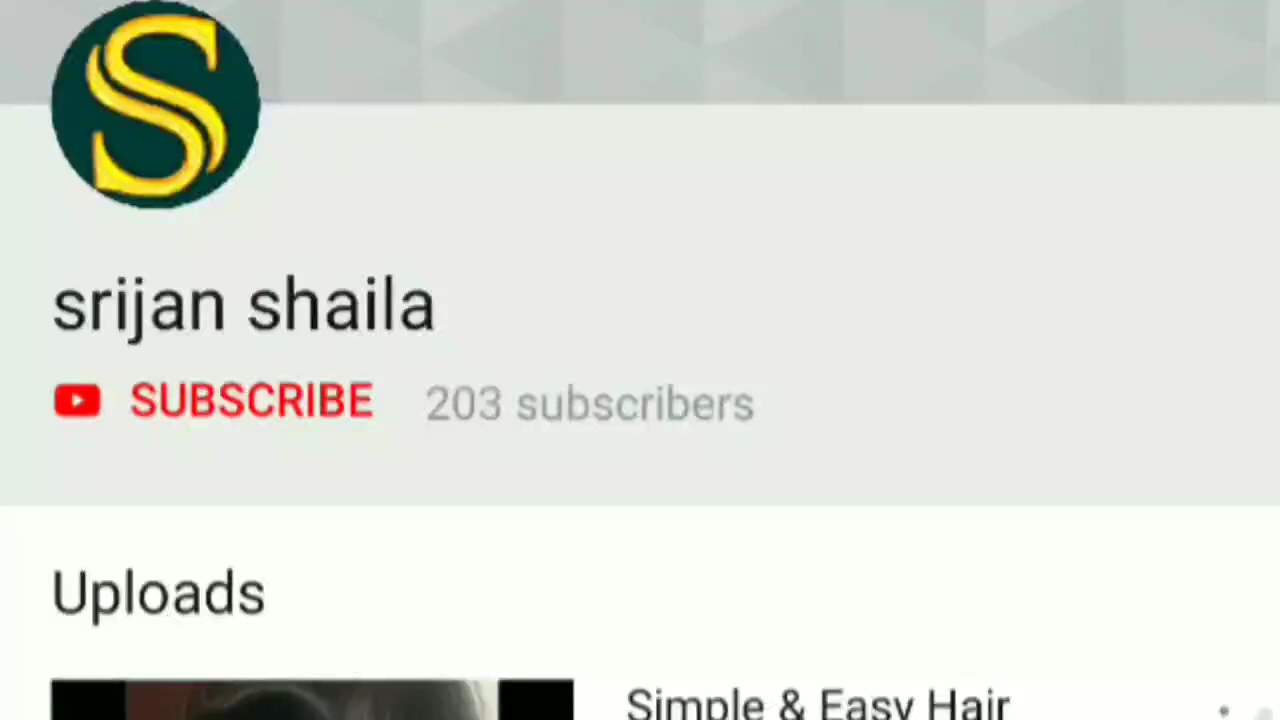 S
srijan shaila
SUBSCRIBE 203 subscribers
Uploads
Simple & Easy Hair